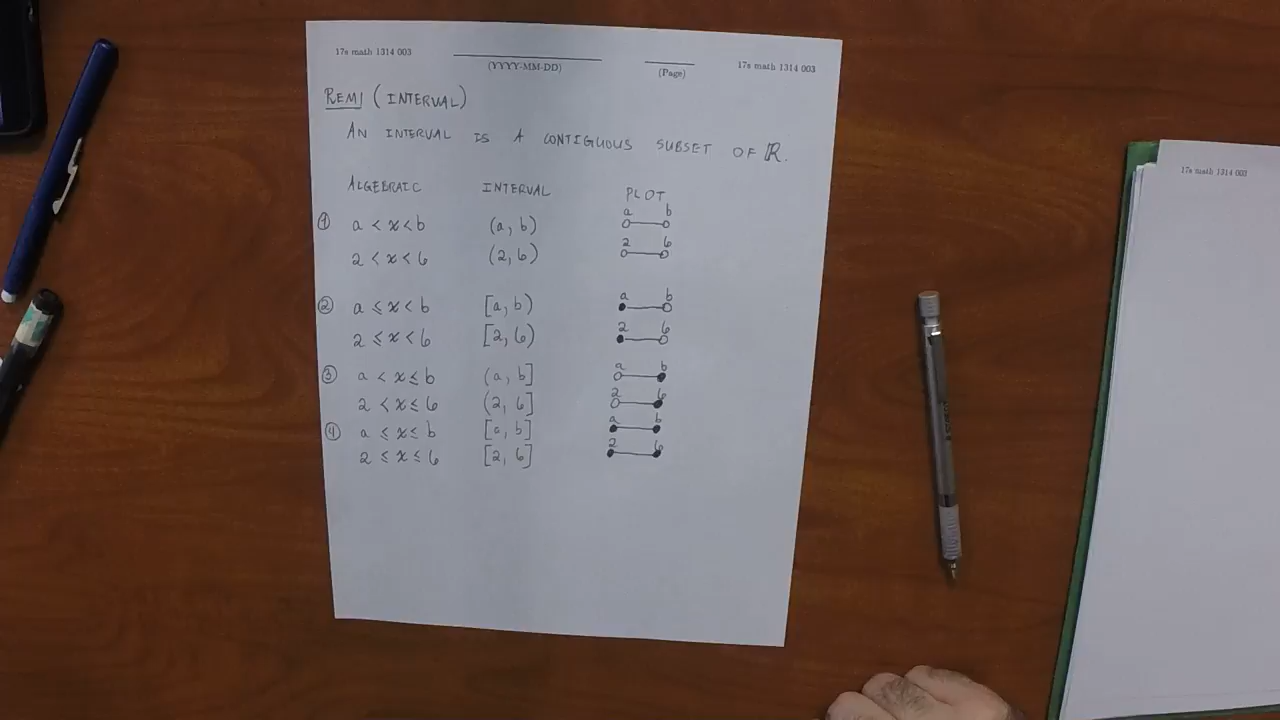 17s math 1314 003
(YYYY-MM-DD)
(Page)
17s math 1314 003
REM| (INTERVAL)
AN INTERVAL IS A CONTIGUOUS SUBSET OF ℝ.
ALGEBRAIC INTERVAL PLOT
① a < x < b (a, b) a b
2 < x < 6 (2, 6) 2 6
② a ≤ x < b [a, b) a b
2 ≤ x < 6 [2, 6) 2 6
③ a < x ≤ b (a, b] a b
2 < x ≤ 6 (2, 6] 2 6
④ a ≤ x ≤ b [a, b] a b
2 ≤ x ≤ 6 [2, 6] 2 6
17s math 1314 003